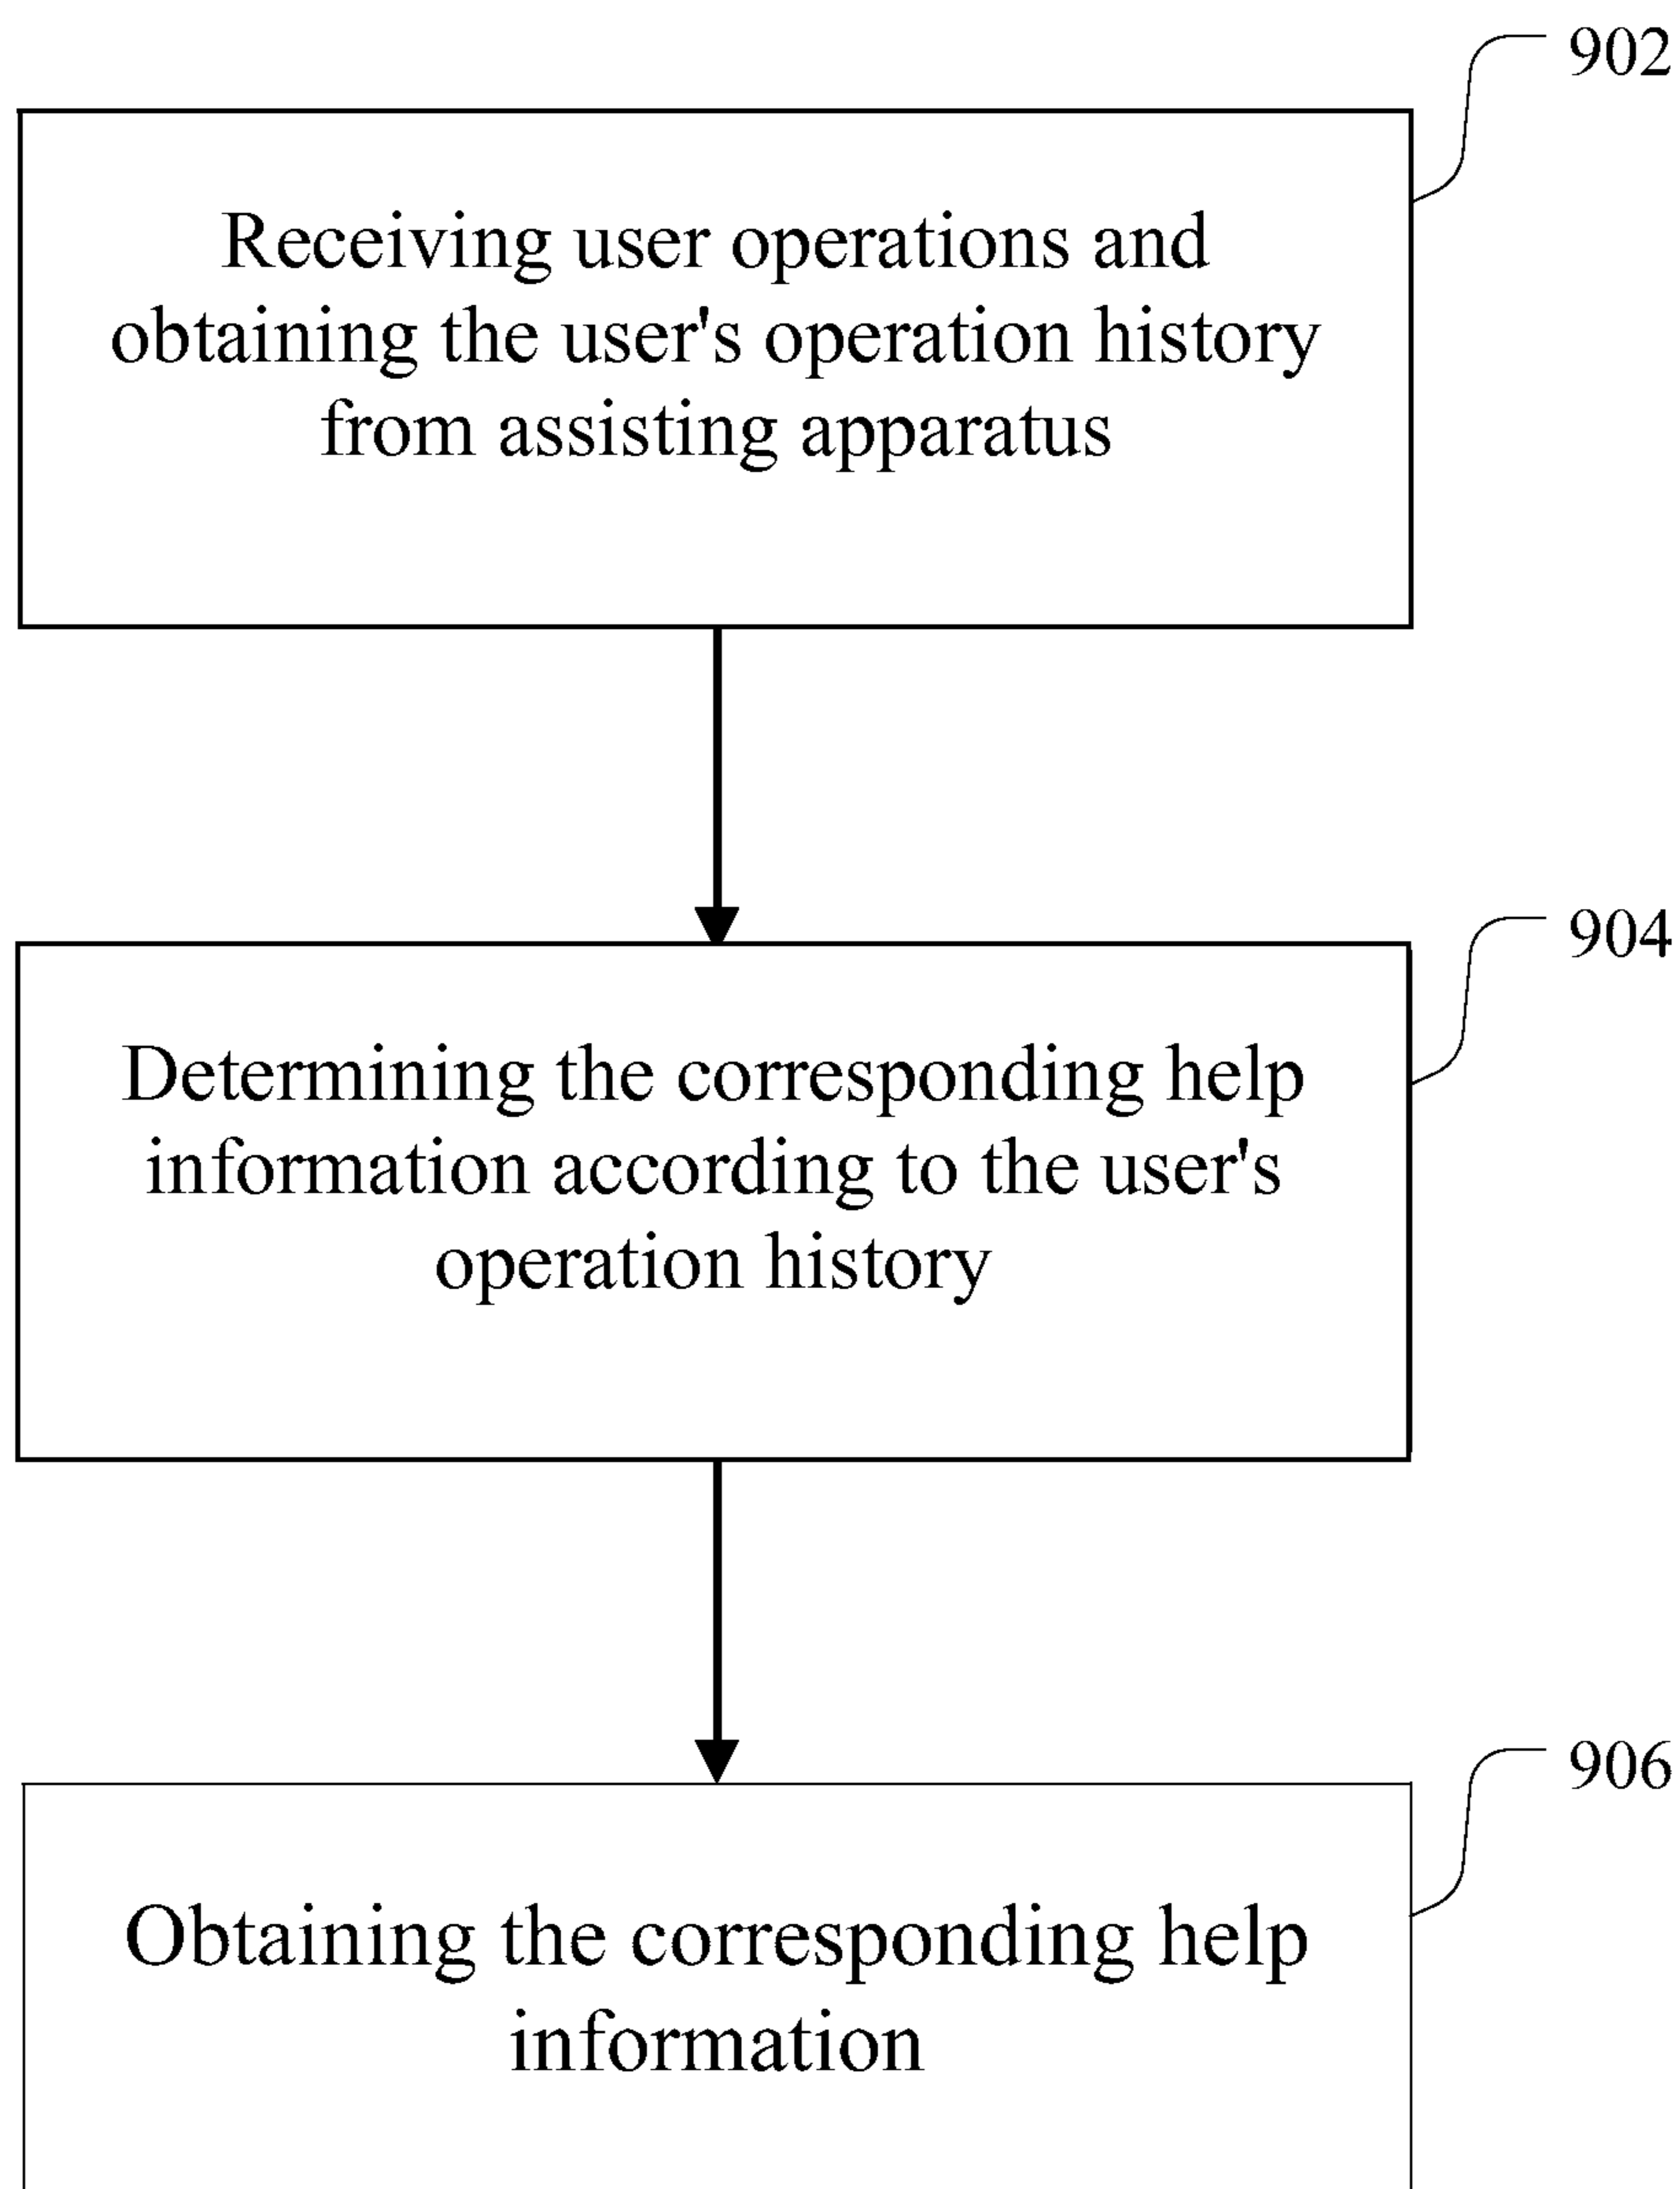 902
Receiving user operations and
obtaining the user's operation history
from assisting apparatus
904
Determining the corresponding help
information according to the user's
operation history
906
Obtaining the corresponding help
information